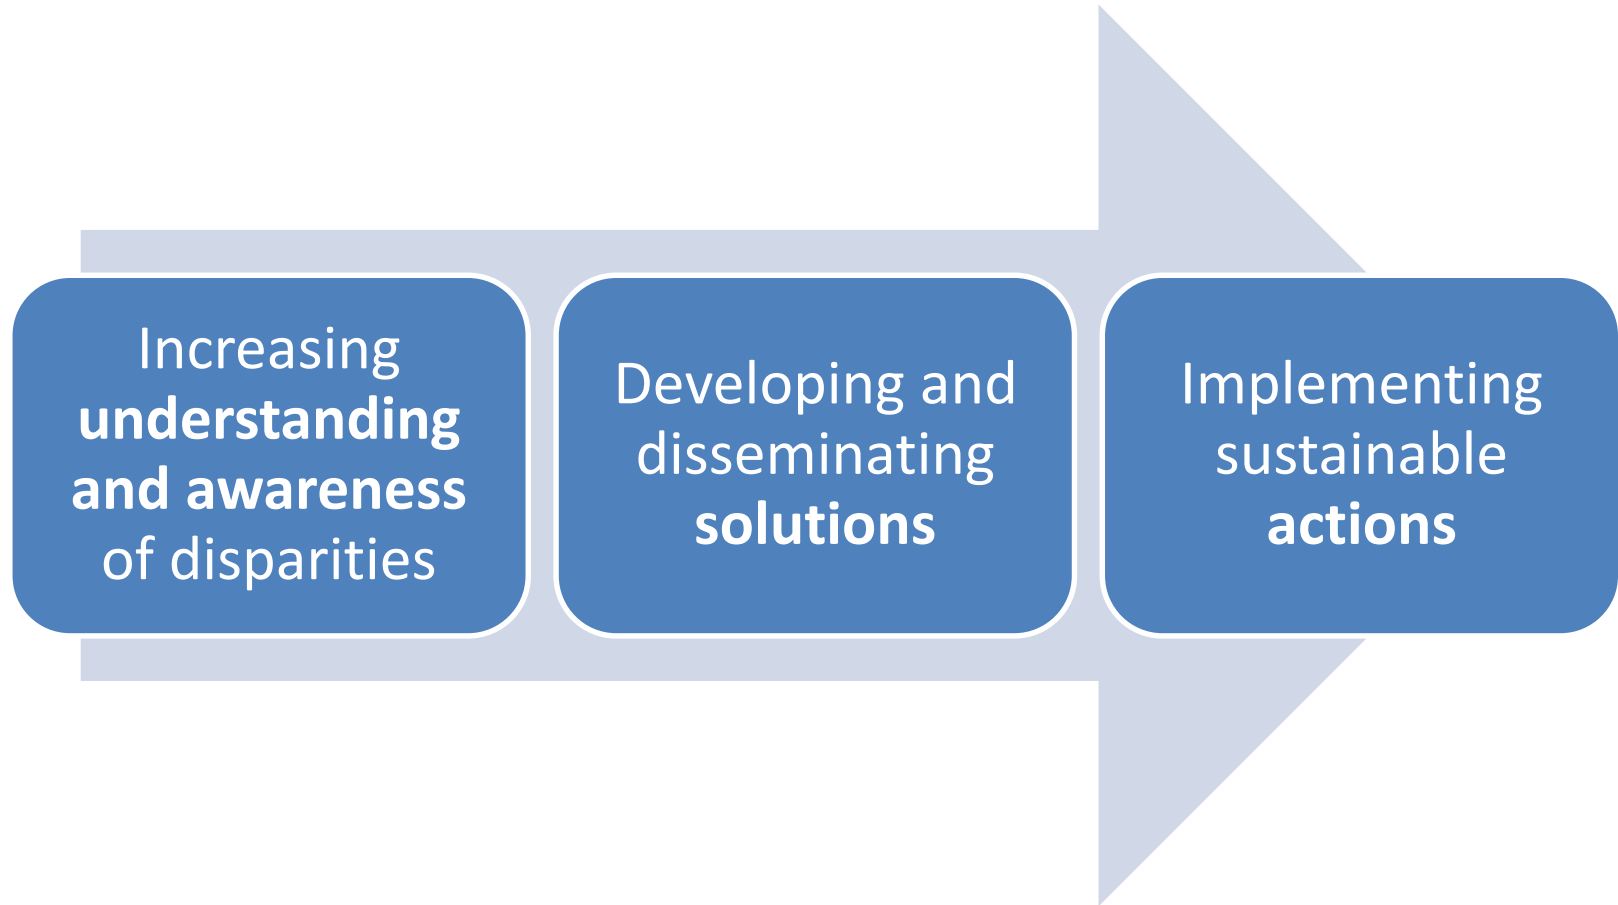 Increasing
understanding
and awareness
of disparities
Developing and
disseminating
solutions
Implementing
sustainable
actions